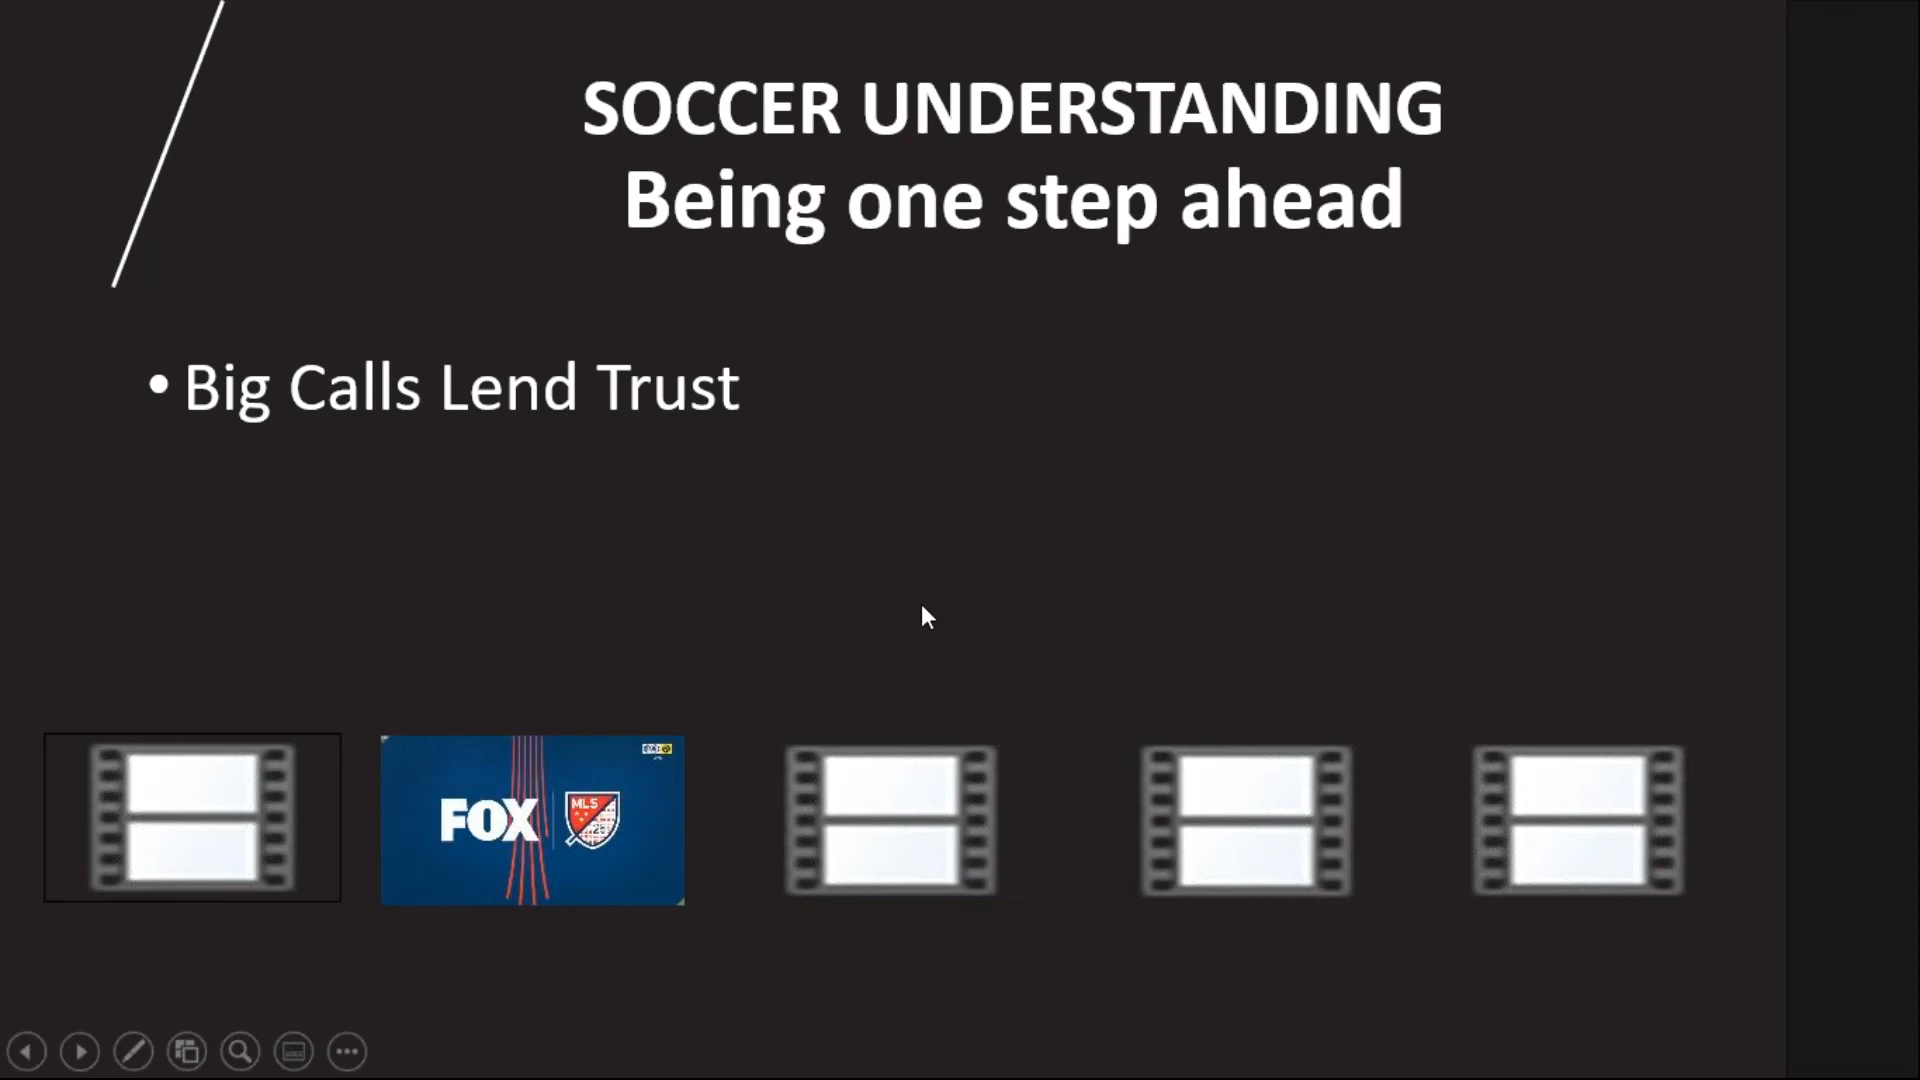 SOCCER UNDERSTANDING
Being one step ahead
• Big Calls Lend Trust
FOX
MLS